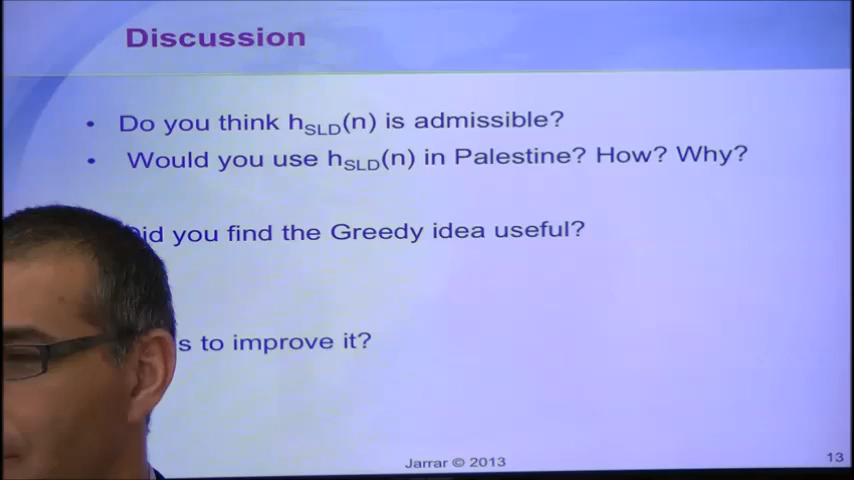 Discussion
• Do you think hSLD(n) is admissible?
• Would you use hSLD(n) in Palestine? How? Why?
you find the Greedy idea useful?
to improve it?
Jarrar © 2013
13